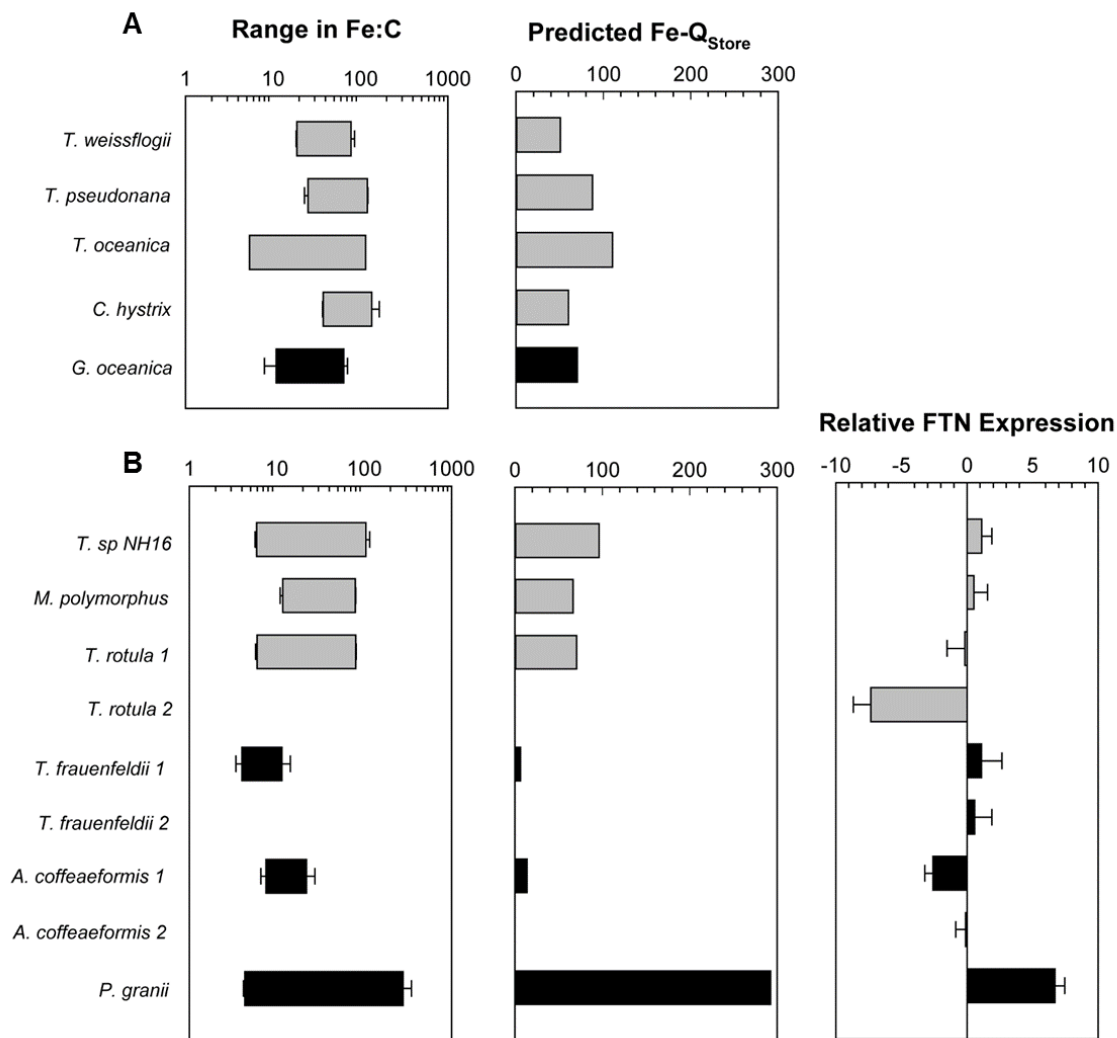 A
Range in Fe:C
Predicted Fe-QStore
1 10 100 1000
0 100 200 300
T. weissflogii
T. pseudonana
T. oceanica
C. hystrix
G. oceanica
Relative FTN Expression
B
1 10 100 1000
0 100 200 300
-10 -5 0 5 10
T. sp NH16
M. polymorphus
T. rotula 1
T. rotula 2
T. frauenfeldii 1
T. frauenfeldii 2
A. coffeaeformis 1
A. coffeaeformis 2
P. granii